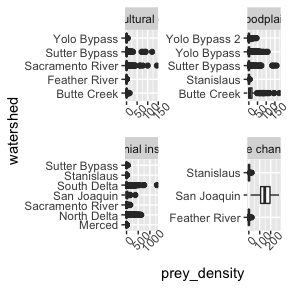 ultural
oodplai
Yolo Bypass
Sutter Bypass
Sacramento River
Feather River
Butte Creek
0
50
100
150
Yolo Bypass 2
Yolo Bypass
Sutter Bypass
Stanislaus
Butte Creek
0
50
100
150
watershed
nial ins
e chan
Sutter Bypass
Stanislaus
South Delta
San Joaquin
Sacramento River
North Delta
Merced
0
500
1000
Stanislaus
San Joaquin
Feather River
0
100
200
prey_density